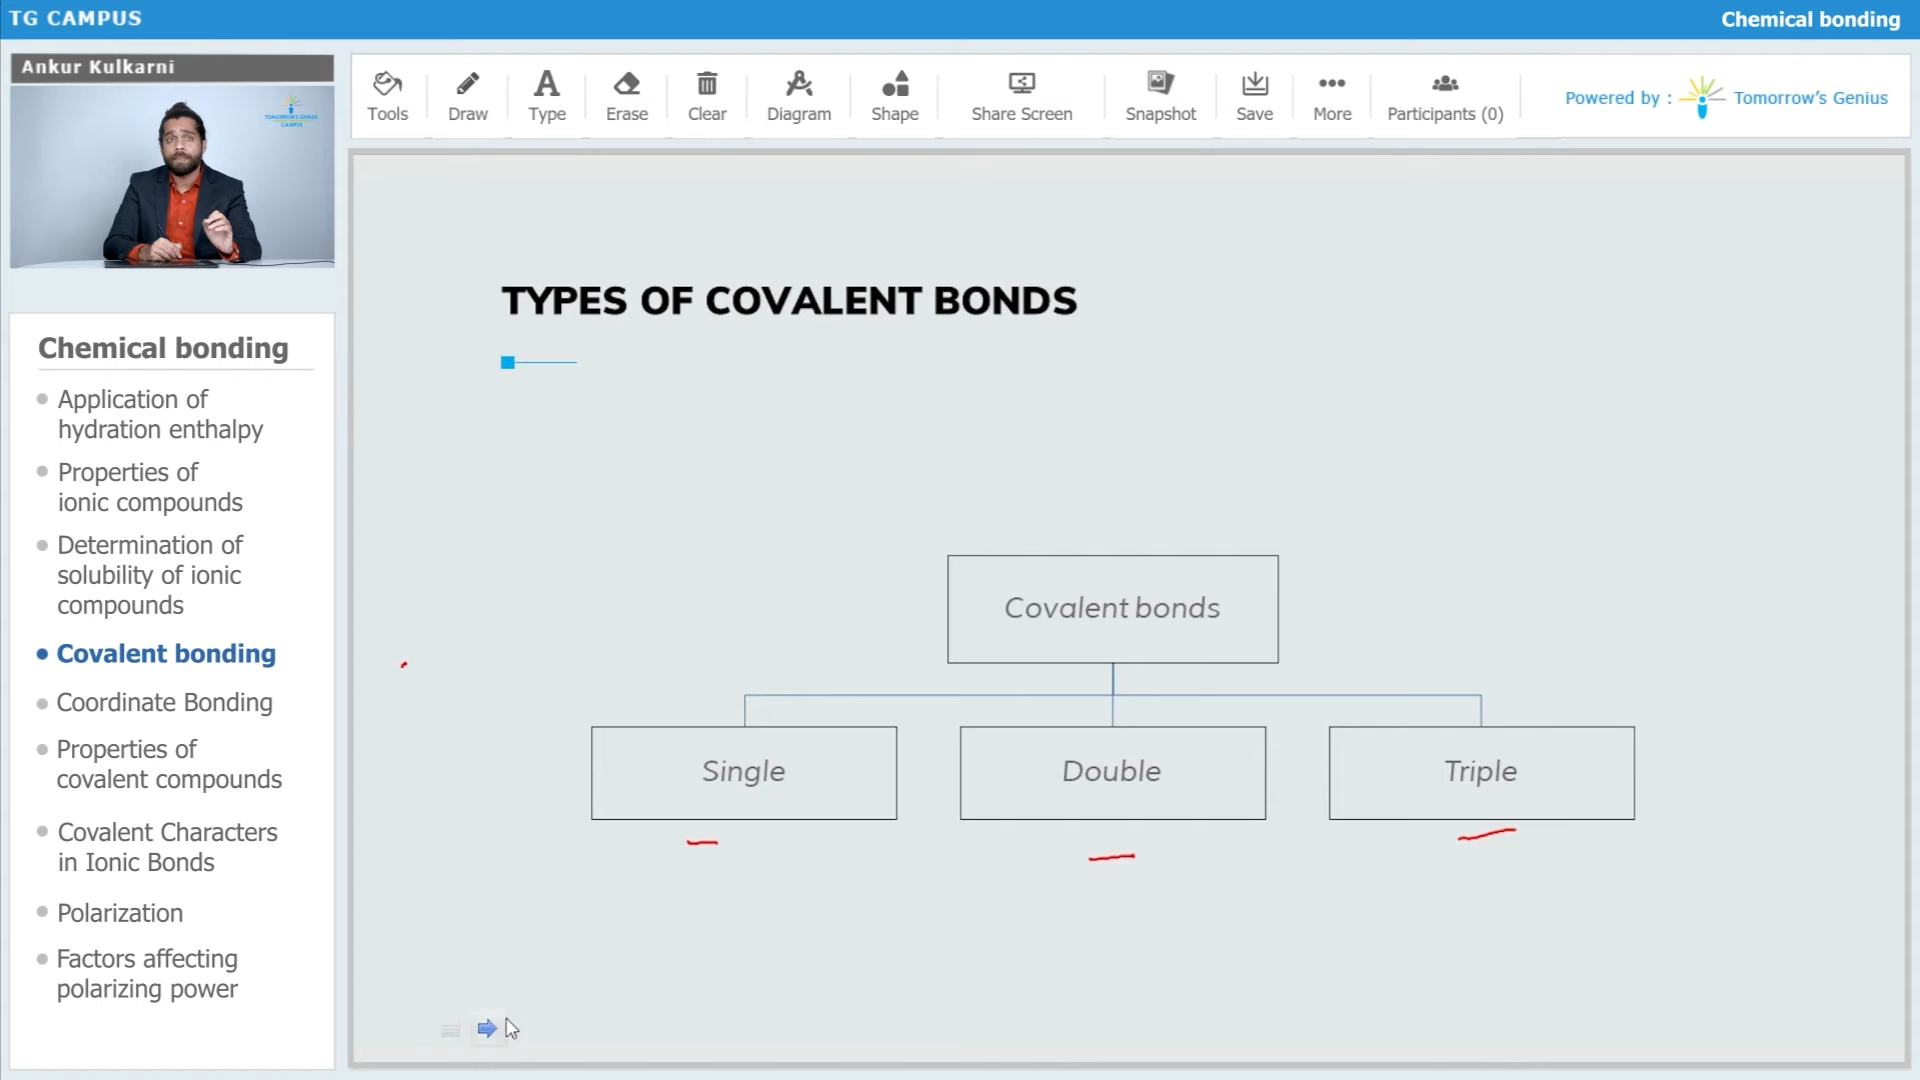 TG CAMPUS
Chemical bonding
Ankur Kulkarni
TOMORROW'S GENIUS
CAMPUS
Tools
Draw
Type
Erase
Clear
Diagram
Shape
Share Screen
Snapshot
Save
More
Participants (0)
Powered by :
Tomorrow's Genius
Chemical bonding
Application of
hydration enthalpy
Properties of
ionic compounds
Determination of
solubility of ionic
compounds
Covalent bonding
Coordinate Bonding
Properties of
covalent compounds
Covalent Characters
in Ionic Bonds
Polarization
Factors affecting
polarizing power
TYPES OF COVALENT BONDS
Covalent bonds
Single
Double
Triple